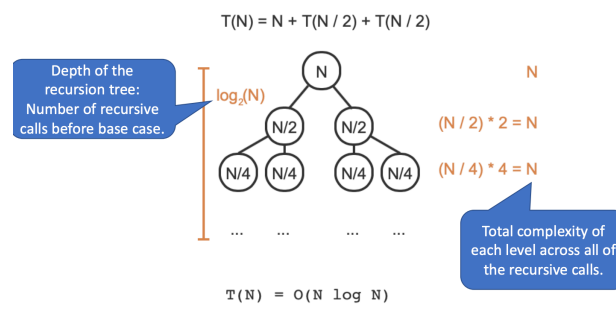 T(N) = N + T(N / 2) + T(N / 2)
Depth of the
recursion tree:
Number of recursive
calls before base case.
log₂(N)
N
N
N/2
N/2
(N / 2) * 2 = N
N/4
N/4
N/4
N/4
(N / 4) * 4 = N
...
...
...
...
Total complexity of
each level across all of
the recursive calls.
T(N) = O(N log N)